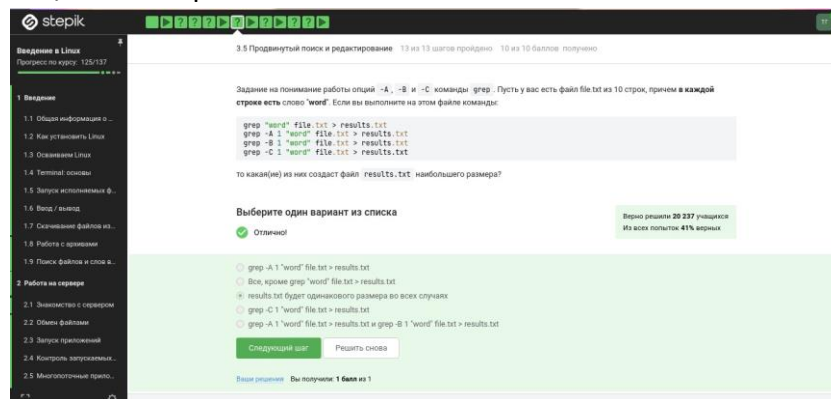 stepik
Введение в Linux
Прогресс по курсу: 125/137
1 Введение
1.1 Общая информация о ...
1.2 Как установить Linux
1.3 Осваиваем Linux
1.4 Terminal: основы
1.5 Запуск исполняемых ф...
1.6 Ввод / вывод
1.7 Скачивание файлов из...
1.8 Работа с архивами
1.9 Поиск файлов и слов в...
2 Работа на сервере
2.1 Знакомство с сервером
2.2 Обмен файлами
2.3 Запуск приложений
2.4 Контроль запускаемых...
2.5 Многопоточные прило...
3.5 Продвинутый поиск и редактирование 13 из 13 шагов пройдено 10 из 10 баллов получено
Задание на понимание работы опций -A , -B и -C команды grep . Пусть у вас есть файл file.txt из 10 строк, причем в каждой
строке есть слово "word". Если вы выполните на этом файле команды:
grep "word" file.txt > results.txt
grep -A 1 "word" file.txt > results.txt
grep -B 1 "word" file.txt > results.txt
grep -C 1 "word" file.txt > results.txt
то какая(ие) из них создаст файл results.txt наибольшего размера?
Выберите один вариант из списка
Отлично!
Верно решили 20 237 учащихся
Из всех попыток 41% верных
grep -A 1 "word" file.txt > results.txt
Все, кроме grep "word" file.txt > results.txt
results.txt будет одинакового размера во всех случаях
grep -C 1 "word" file.txt > results.txt
grep -A 1 "word" file.txt > results.txt и grep -B 1 "word" file.txt > results.txt
Следующий шаг Решить снова
Ваши решения Вы получили: 1 балл из 1